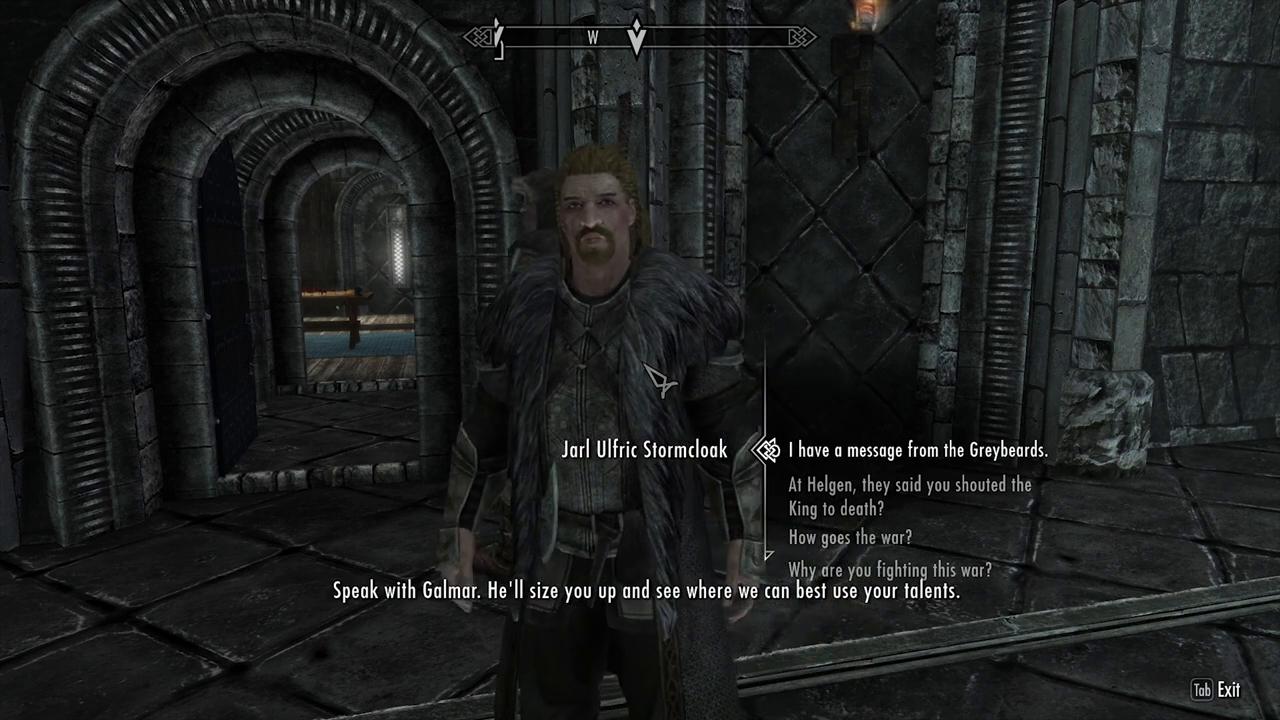 W
Jarl Ulfric Stormcloak
I have a message from the Greybeards.
At Helgen, they said you shouted the
King to death?
How goes the war?
Why are you fighting this war?
Speak with Galmar. He'll size you up and see where we can best use your talents.
Tab Exit